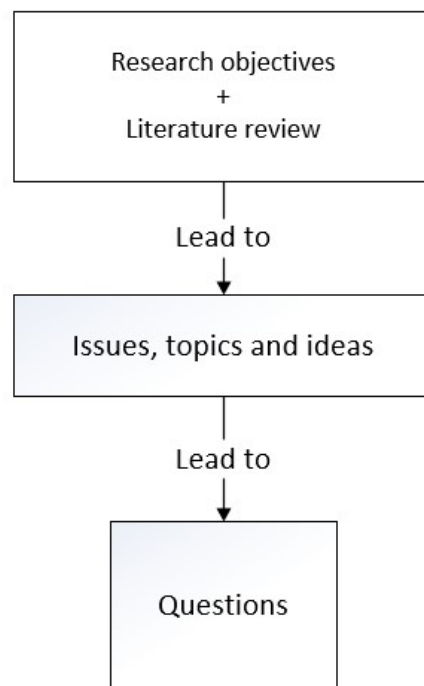 Research objectives
+
Literature review
Lead to
Issues, topics and ideas
Lead to
Questions